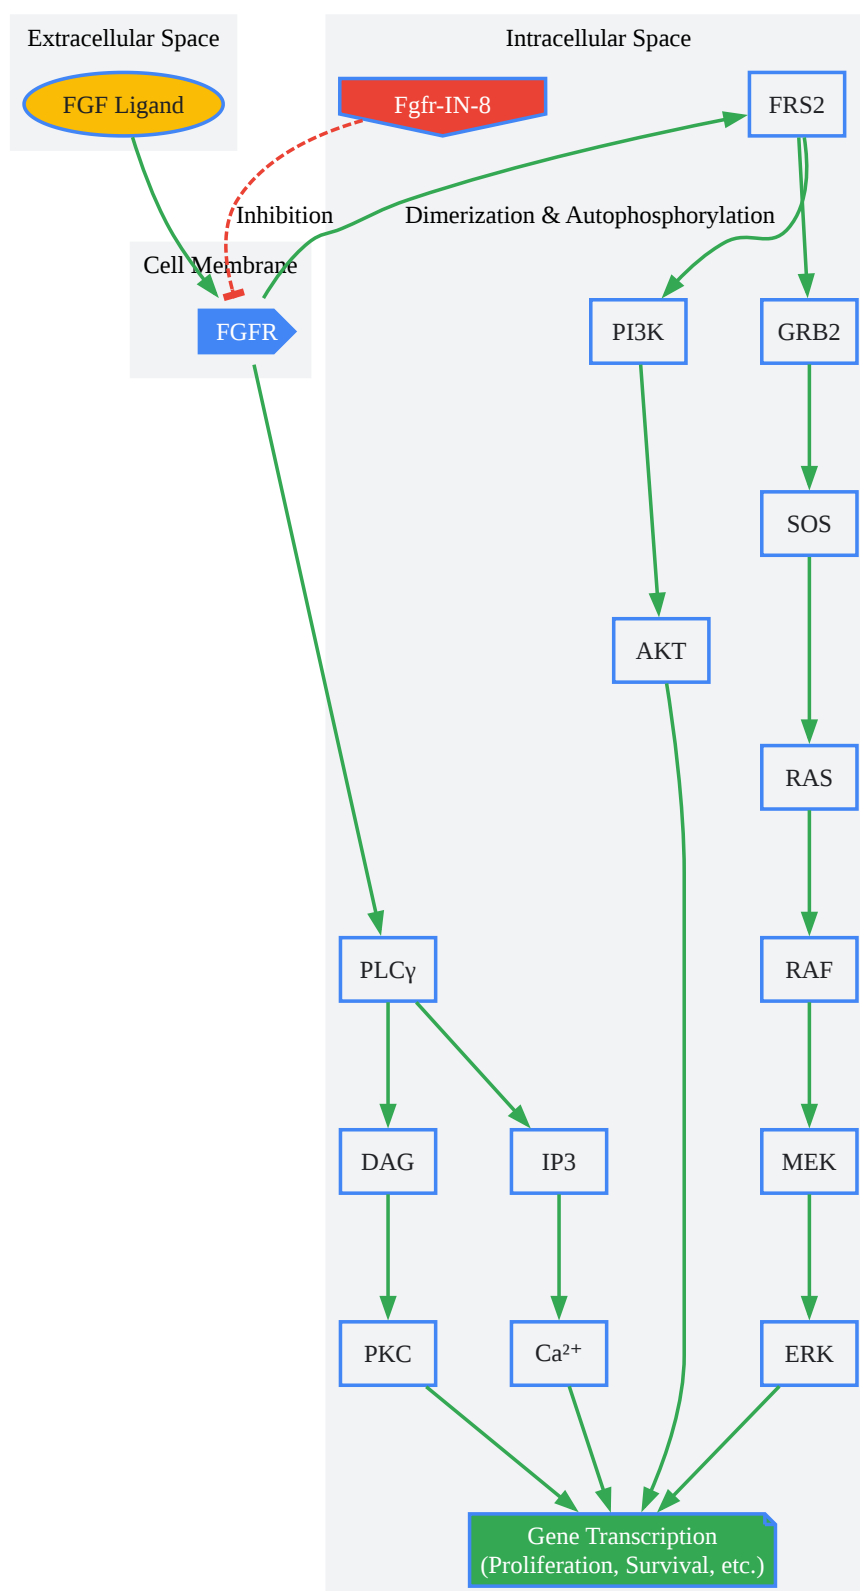 Extracellular Space
Intracellular Space
FGF Ligand
Fgfr-IN-8
FRS2
Inhibition
Dimerization & Autophosphorylation
Cell Membrane
FGFR
PI3K
GRB2
SOS
AKT
RAS
PLCγ
RAF
DAG
IP3
MEK
PKC
Ca²⁺
ERK
Gene Transcription
(Proliferation, Survival, etc.)